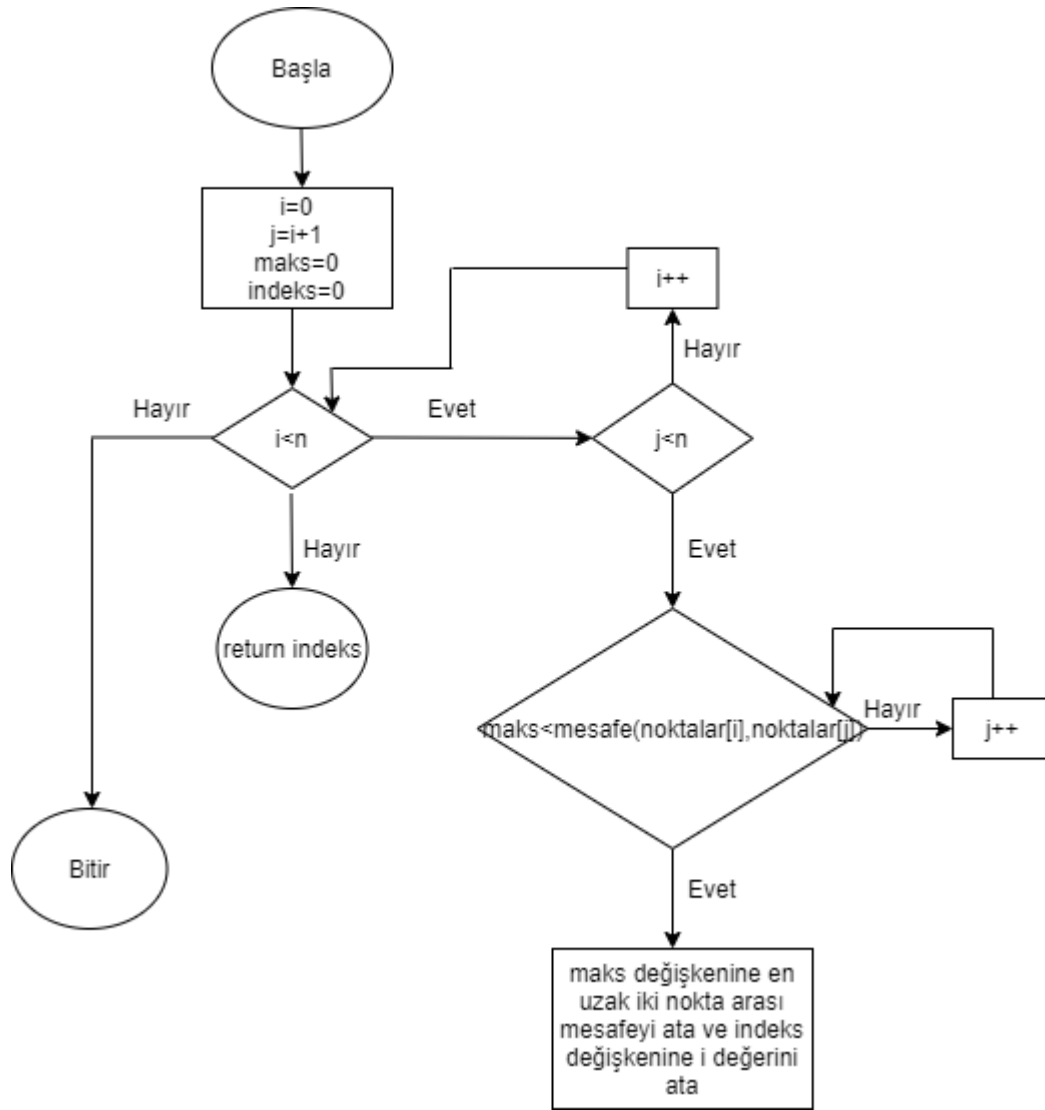 Başla
i=0
j=i+1
maks=0
indeks=0
i++
Hayır
Hayır
Evet
i<n
j<n
Hayır
Evet
return indeks
maks<mesafe(noktalar[i],noktalar[j])
Hayır
j++
Bitir
Evet
maks değişkenine en
uzak iki nokta arası
mesafeyi ata ve indeks
değişkenine i değerini
ata